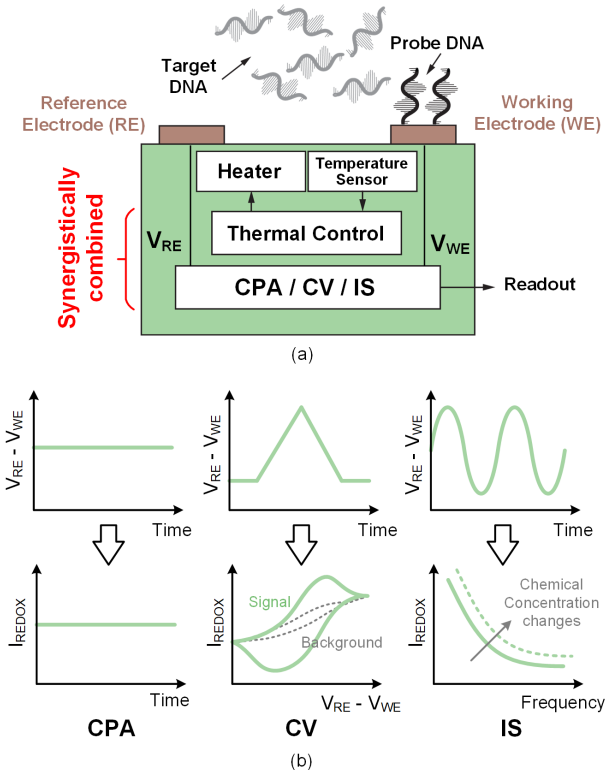 Target
DNA
Probe DNA
Reference
Electrode (RE)
Working
Electrode (WE)
Heater
Temperature
Sensor
Synergistically
combined
VRE
Thermal Control
VWE
CPA / CV / IS
Readout
(a)
VRE - VWE
Time
VRE - VWE
Time
VRE - VWE
Time
IREDOX
Time
CPA
IREDOX
Signal
Background
VRE - VWE
CV
IREDOX
Chemical
Concentration
changes
Frequency
IS
(b)